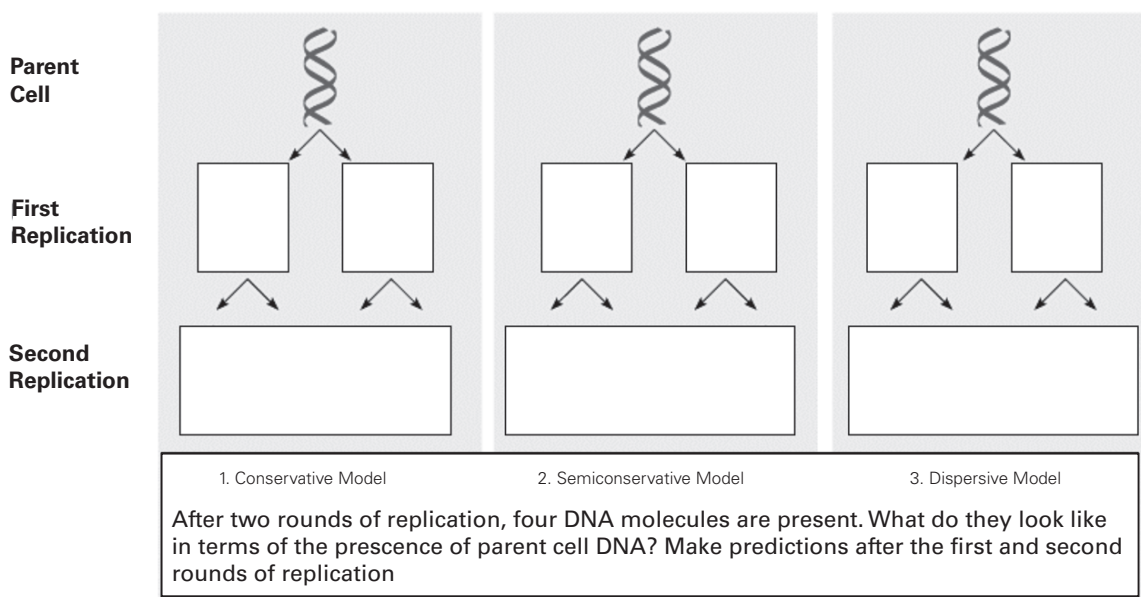 Parent
Cell
First
Replication
Second
Replication
1. Conservative Model
2. Semiconservative Model
3. Dispersive Model
After two rounds of replication, four DNA molecules are present. What do they look like
in terms of the prescence of parent cell DNA? Make predictions after the first and second
rounds of replication